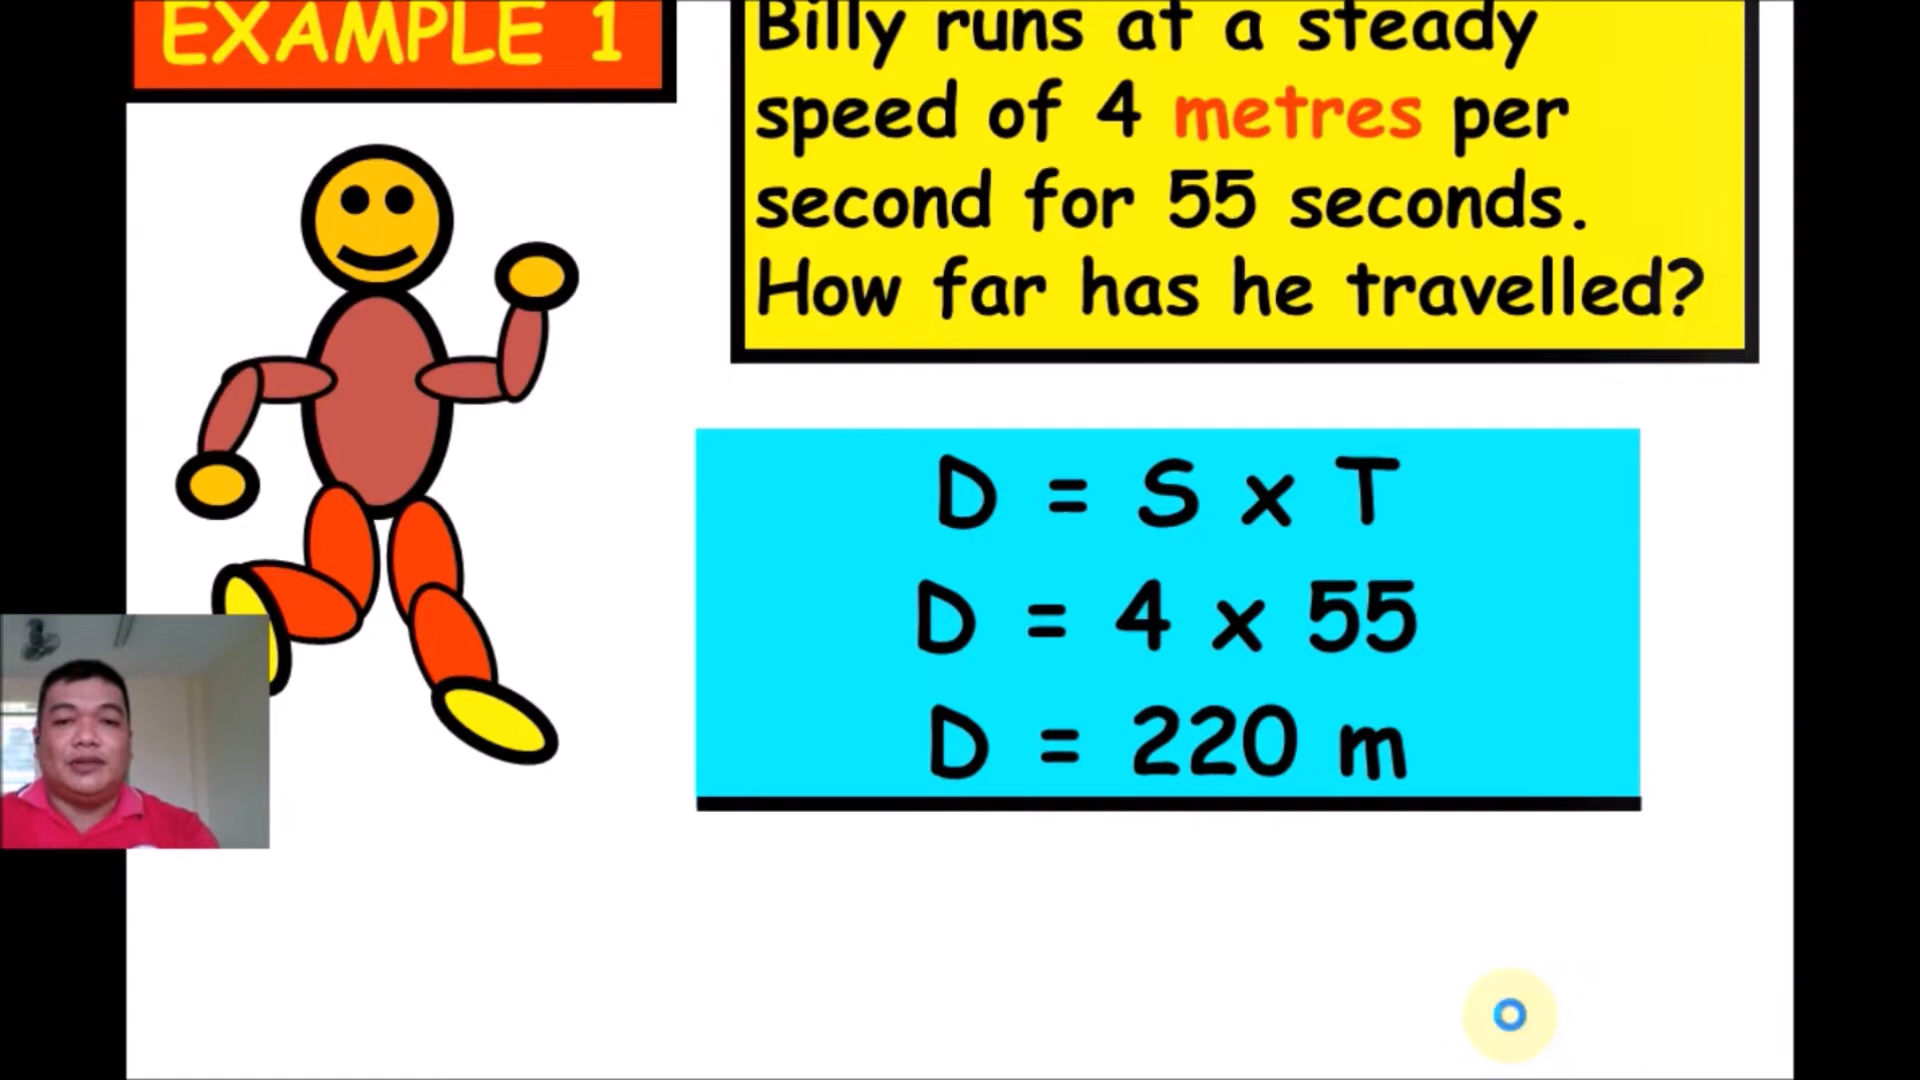 EXAMPLE 1
Billy runs at a steady
speed of 4 metres per
second for 55 seconds.
How far has he travelled?
D = S x T
D = 4 x 55
D = 220 m